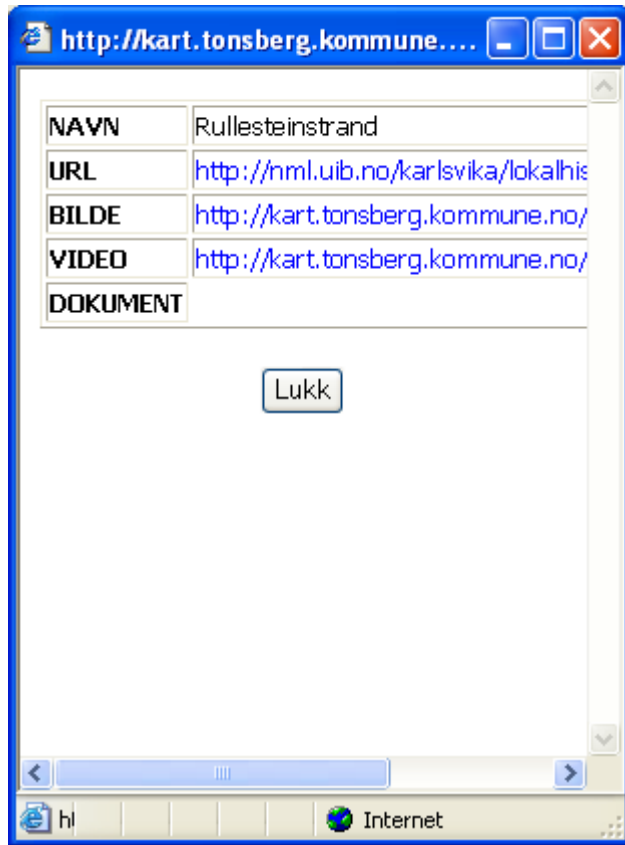 http://kart.tonsberg.kommune....
NAVN Rullesteinstrand
URL http://nml.uib.no/karlsvika/lokalhis
BILDE http://kart.tonsberg.kommune.no/
VIDEO http://kart.tonsberg.kommune.no/
DOKUMENT
Lukk
Internet